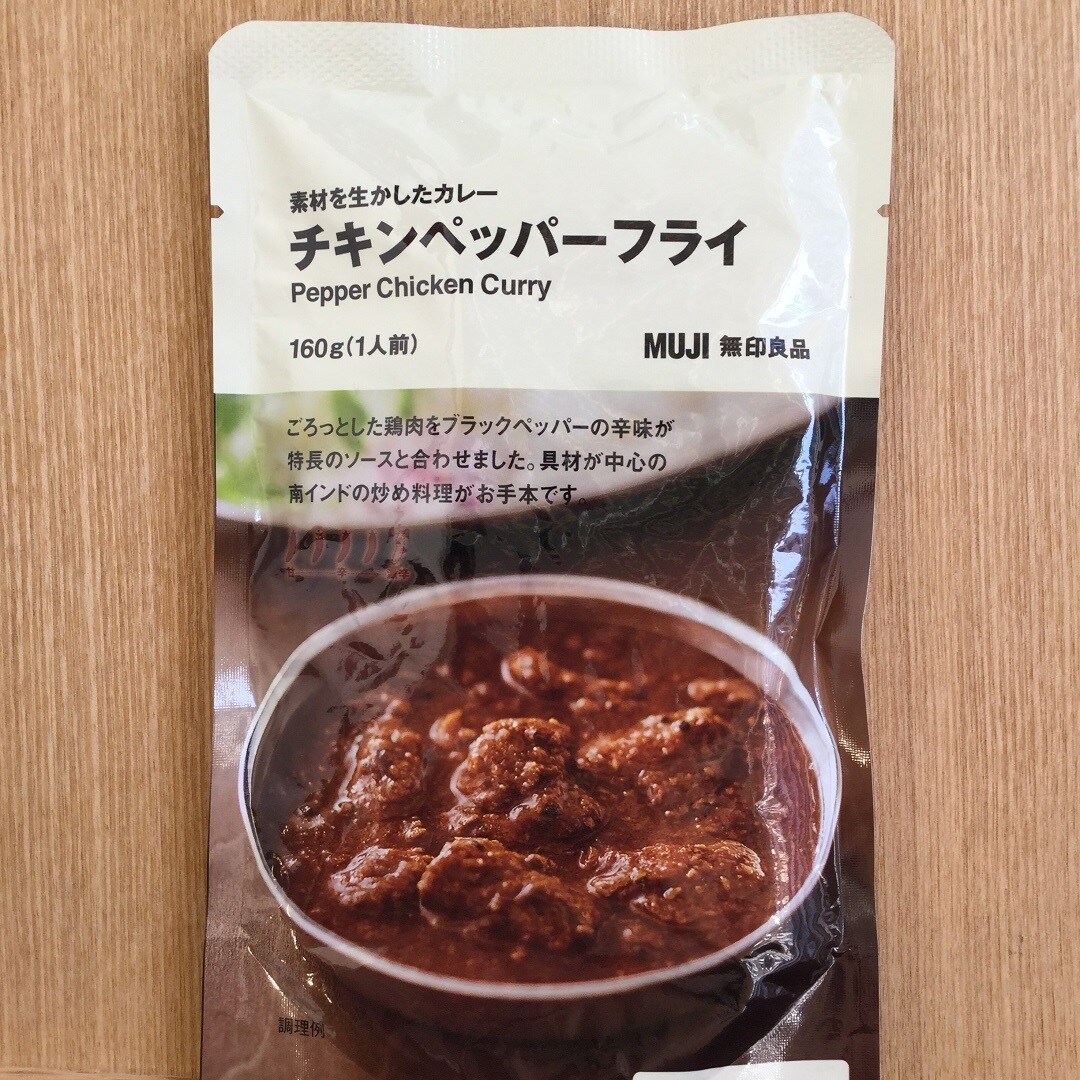 素材を生かしたカレー
チキンペッパーフライ
Pepper Chicken Curry
160g(1人前)
MUJI 無印良品
ごろっとした鶏肉をブラックペッパーの辛味が
特長のソースと合わせました。具材が中心の
南インドの炒め料理がお手本です。
調理例